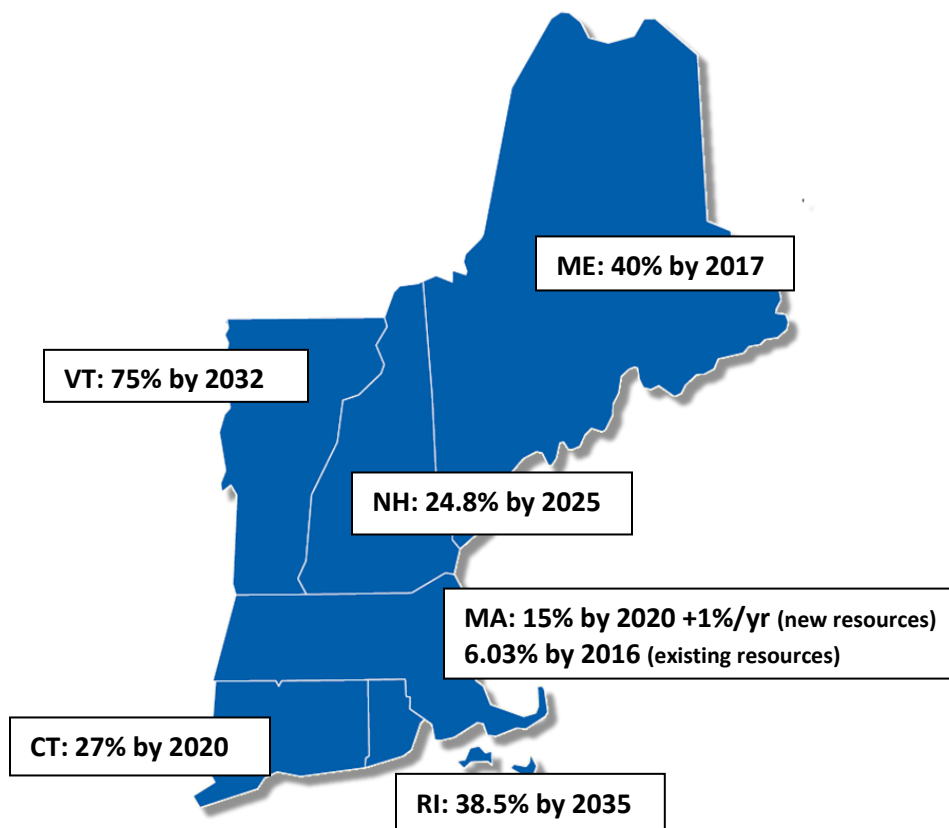 ME: 40% by 2017
VT: 75% by 2032
NH: 24.8% by 2025
MA: 15% by 2020 +1%/yr (new resources)
6.03% by 2016 (existing resources)
CT: 27% by 2020
RI: 38.5% by 2035